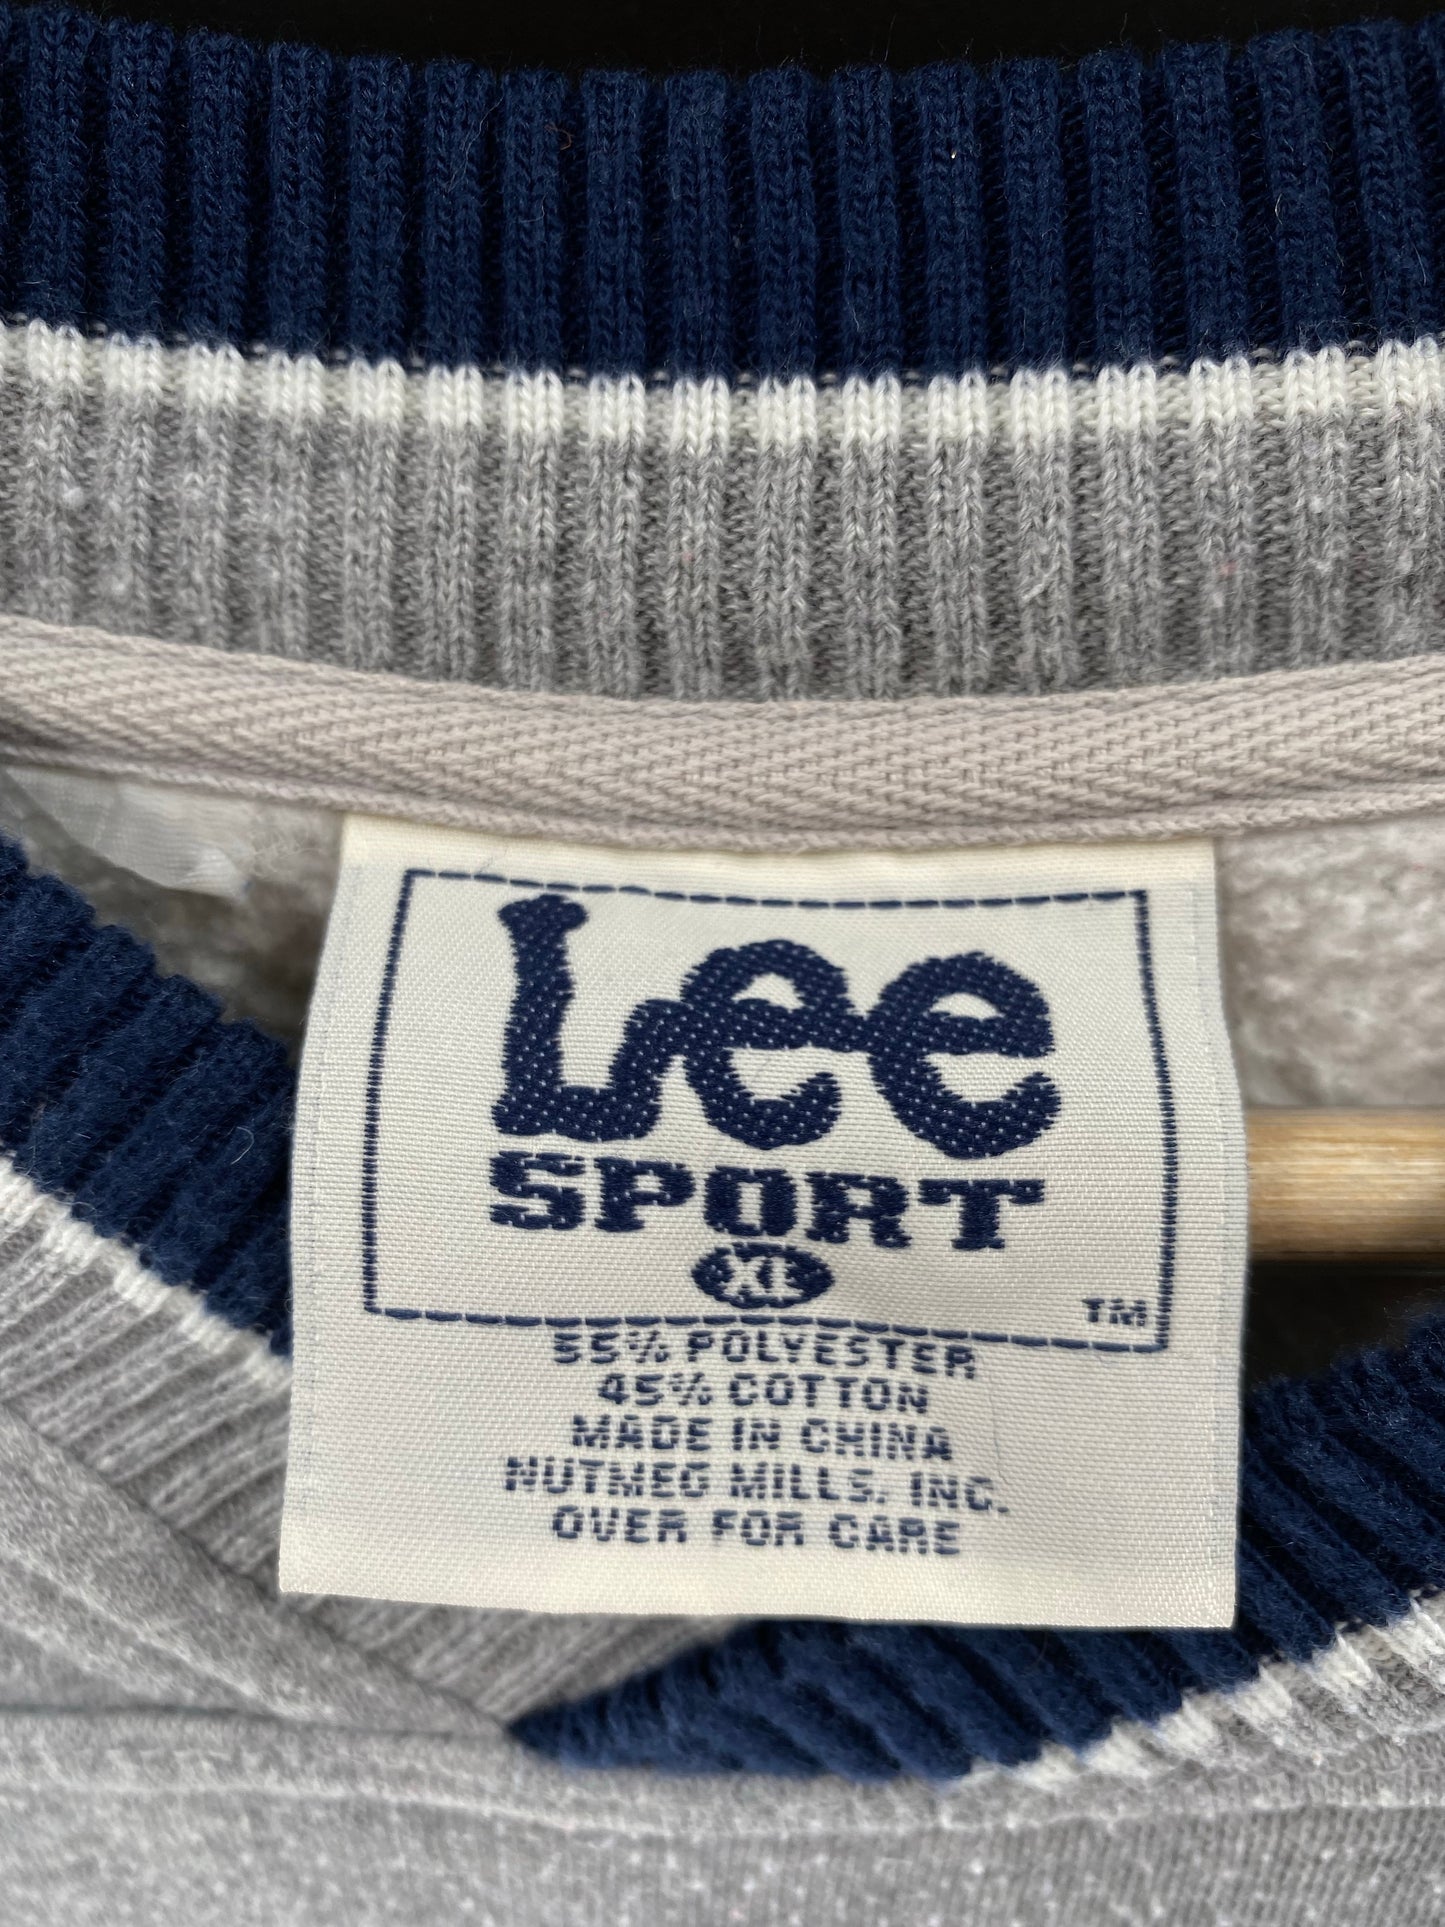 Lee
SPORT
XL
TM
55% POLYESTER
45% COTTON
MADE IN CHINA
NUTMEG MILLS, INC.
OVER FOR CARE